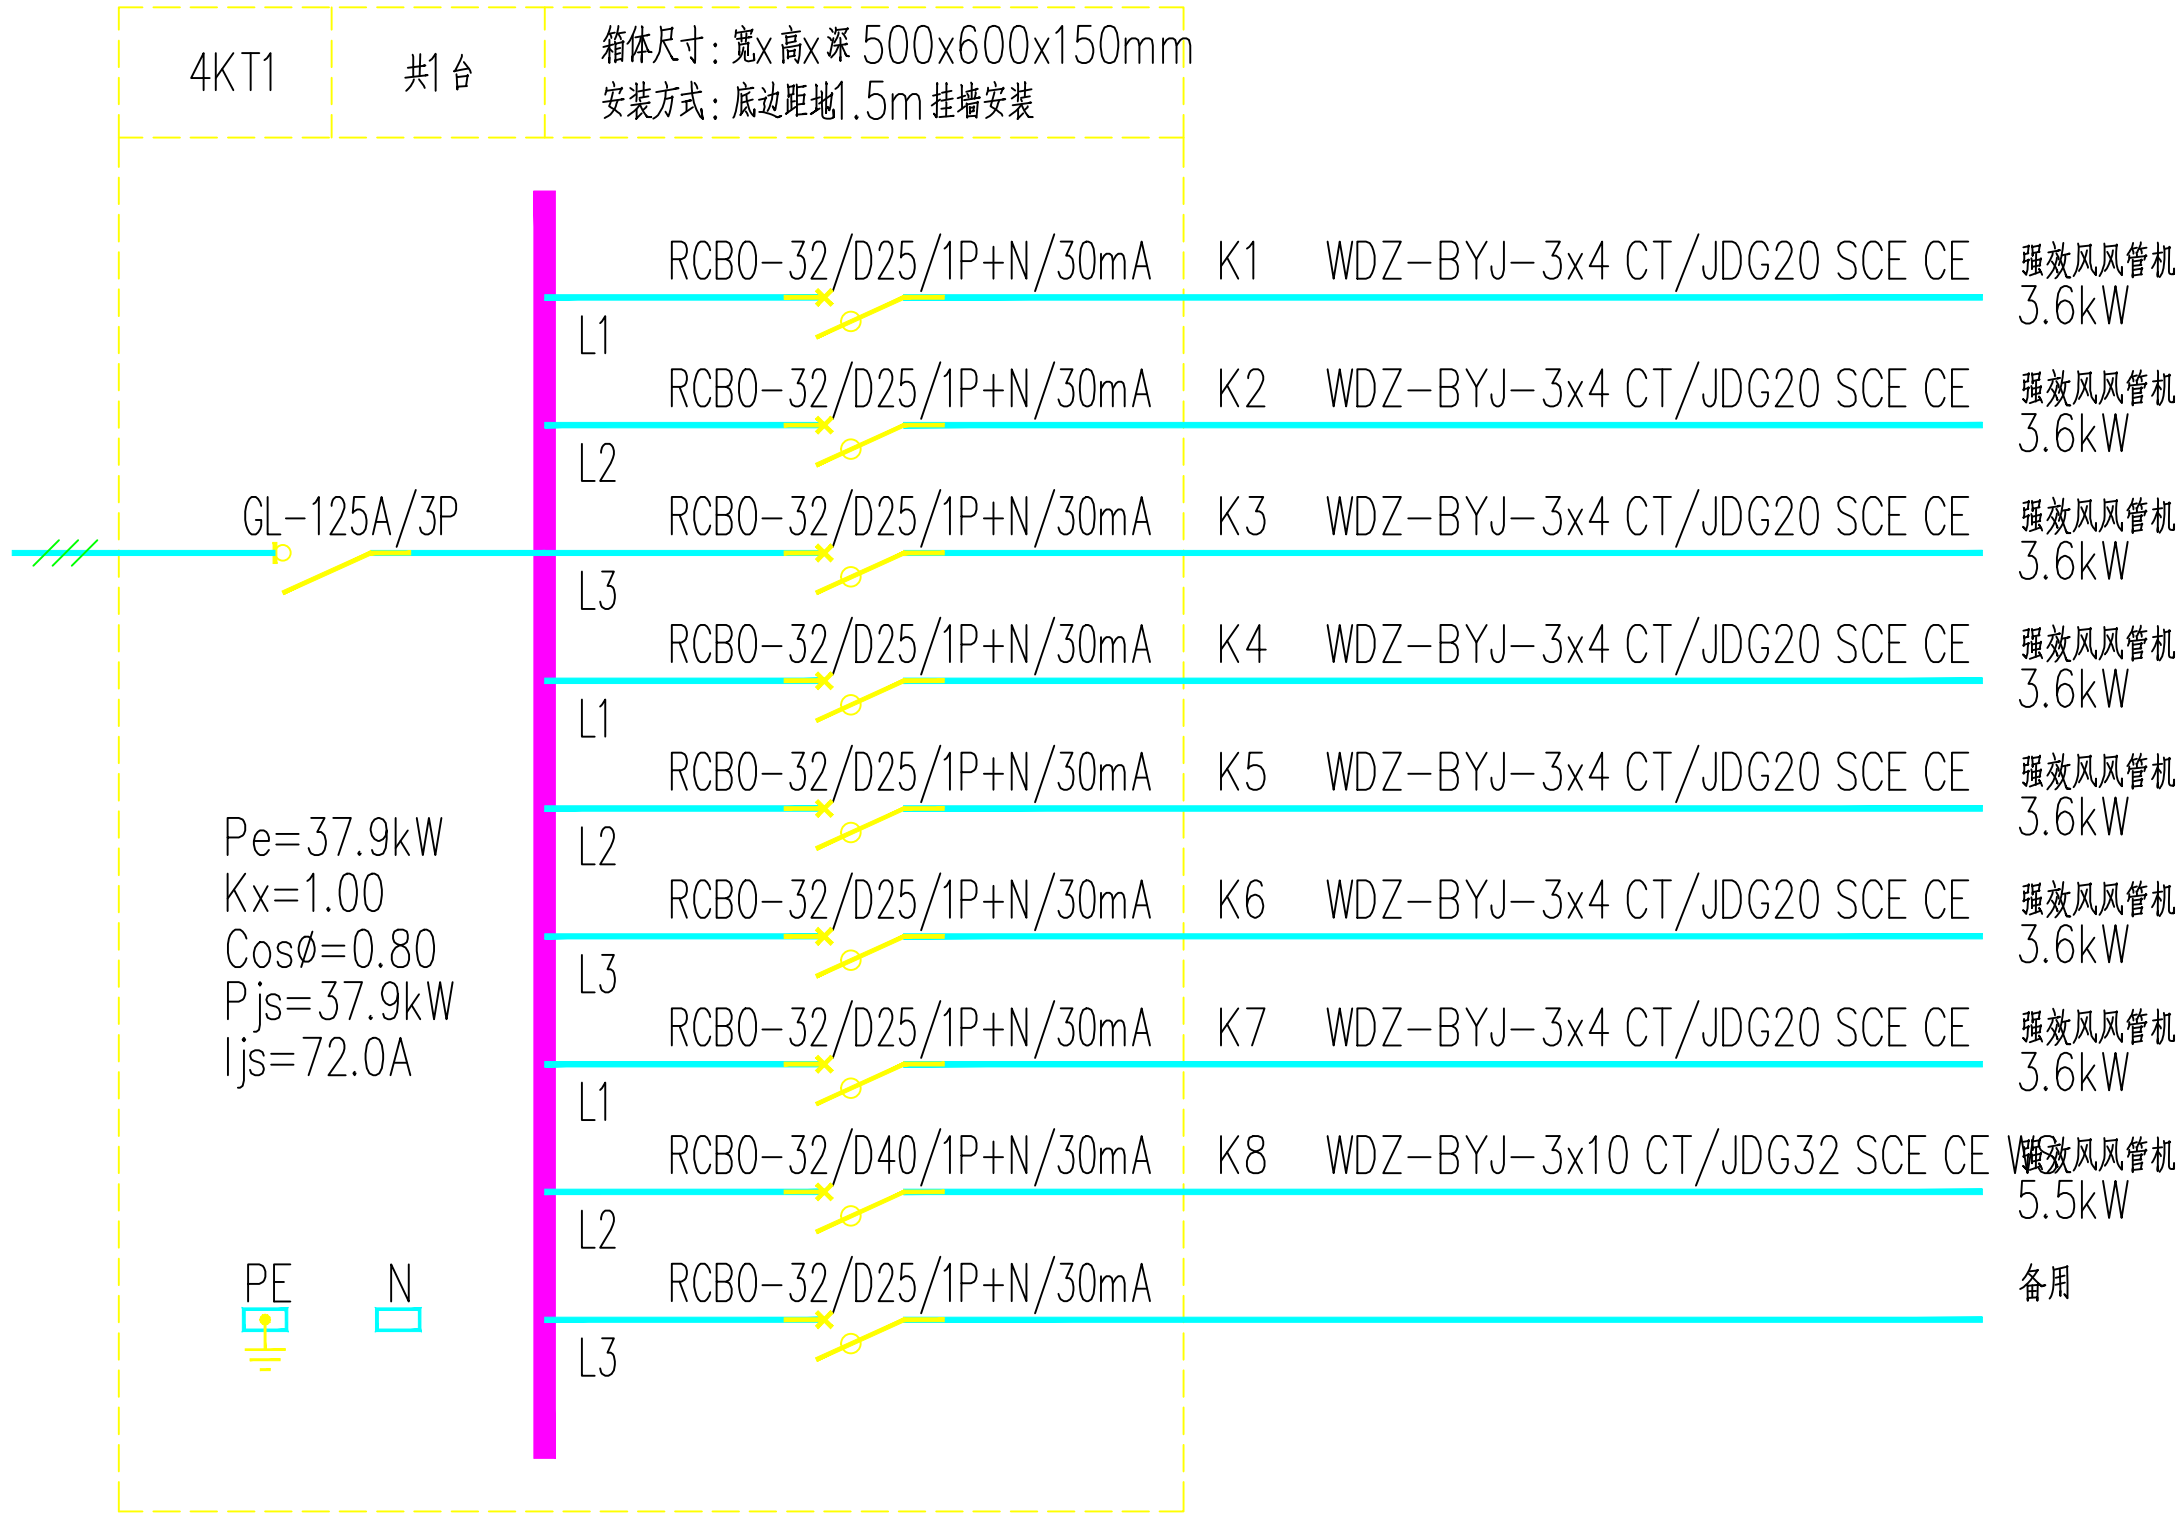 4KT1
共1台
箱体尺寸: 宽x高x深 500x600x150mm
安装方式: 底边距地1.5m挂墙安装
RCBO-32/D25/1P+N/30mA K1 WDZ-BYJ-3x4 CT/JDG20 SCE CE 强效风风管机
L1 3.6kW
RCBO-32/D25/1P+N/30mA K2 WDZ-BYJ-3x4 CT/JDG20 SCE CE 强效风风管机
L2 3.6kW
GL-125A/3P
RCBO-32/D25/1P+N/30mA K3 WDZ-BYJ-3x4 CT/JDG20 SCE CE 强效风风管机
L3 3.6kW
RCBO-32/D25/1P+N/30mA K4 WDZ-BYJ-3x4 CT/JDG20 SCE CE 强效风风管机
L1 3.6kW
RCBO-32/D25/1P+N/30mA K5 WDZ-BYJ-3x4 CT/JDG20 SCE CE 强效风风管机
L2 3.6kW
Pe=37.9kW
Kx=1.00
Cosø=0.80
Pjs=37.9kW
Ijs=72.0A
RCBO-32/D25/1P+N/30mA K6 WDZ-BYJ-3x4 CT/JDG20 SCE CE 强效风风管机
L3 3.6kW
RCBO-32/D25/1P+N/30mA K7 WDZ-BYJ-3x4 CT/JDG20 SCE CE 强效风风管机
L1 3.6kW
RCBO-32/D40/1P+N/30mA K8 WDZ-BYJ-3x10 CT/JDG32 SCE CE WS 强效风风管机
L2 5.5kW
PE N
RCBO-32/D25/1P+N/30mA 备用
L3